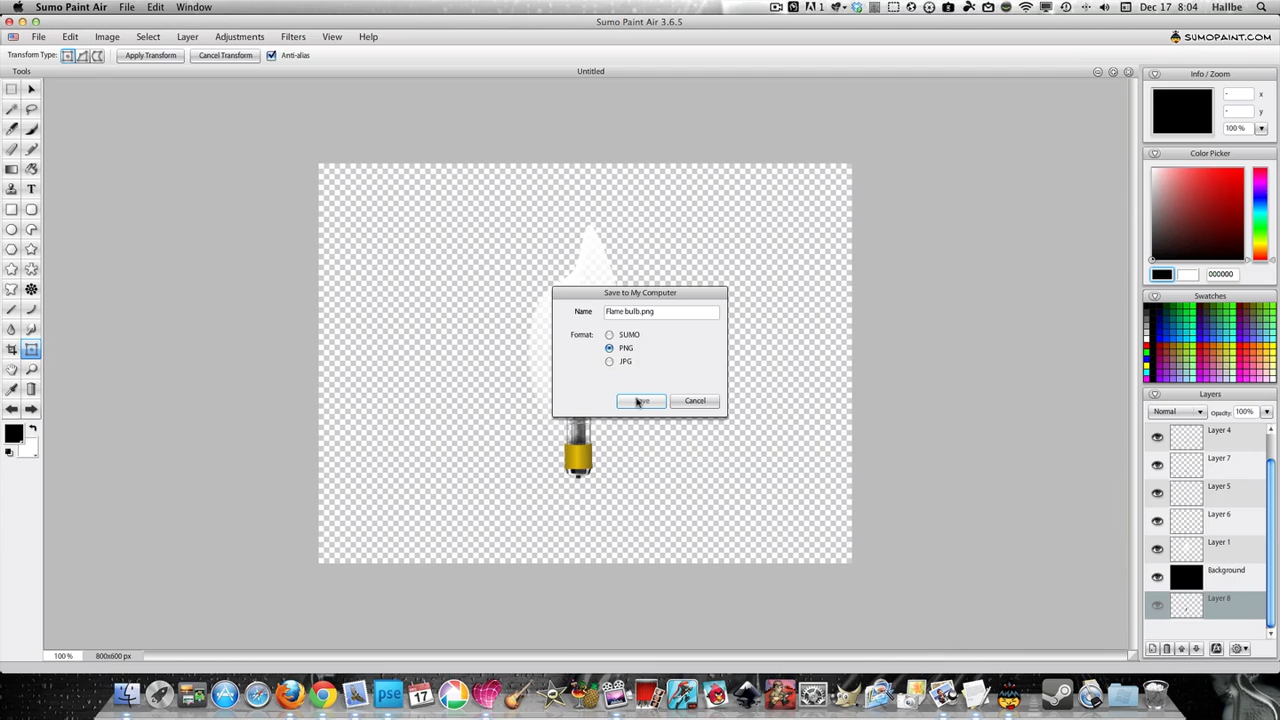 Sumo Paint Air File Edit Window
1 Dec 17 8:04 Hallbe
Sumo Paint Air 3.6.5
File Edit Image Select Layer Adjustments Filters View Help
SUMOPAINT.COM
Transform Type: Apply Transform Cancel Transform Anti-alias
Tools
Untitled
Info / Zoom
- x
- y
100 %
Color Picker
000000
Swatches
Save to My Computer
Name Flame bulb.png
Format: SUMO
PNG
JPG
Cancel
Layers
Normal Opacity: 100%
Layer 4
Layer 7
Layer 5
Layer 6
Layer 1
Background
Layer 8
100 % 800x600 px
pse
17